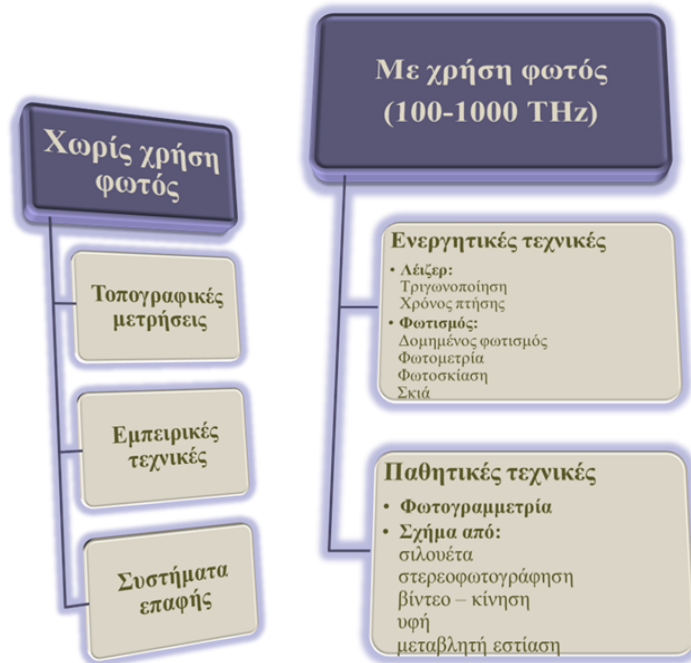 Χωρίς χρήση
φωτός
Τοπογραφικές
μετρήσεις
Εμπειρικές
τεχνικές
Συστήματα
επαφής
Με χρήση φωτός
(100-1000 THz)
Ενεργητικές τεχνικές
• Λέιζερ:
Τριγωνοποίηση
Χρόνος πτήσης
• Φωτισμός:
Δομημένος φωτισμός
Φωτομετρία
Φωτοσκίαση
Σκιά
Παθητικές τεχνικές
• Φωτογραμμετρία
• Σχήμα από:
σιλουέτα
στερεοφωτογράφηση
βίντεο – κίνηση
υφή
μεταβλητή εστίαση